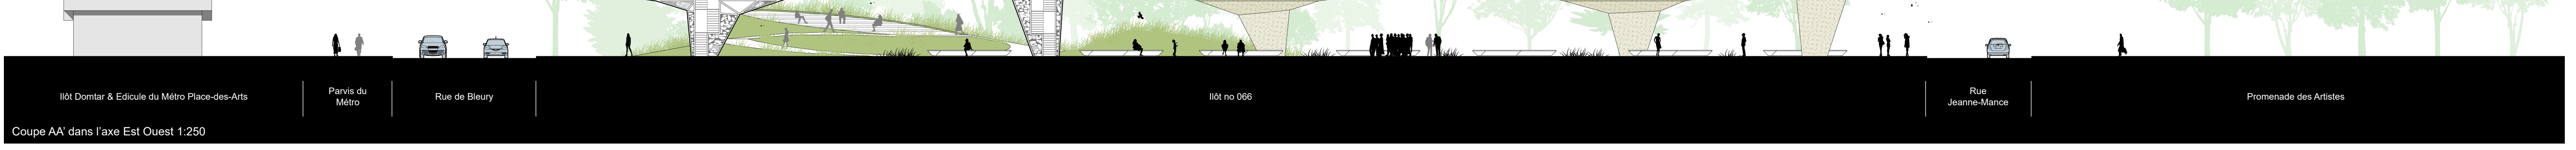 Ilôt Domtar & Edicule du Métro Place-des-Arts
Parvis du
Métro
Rue de Bleury
Ilôt no 066
Rue
Jeanne-Mance
Promenade des Artistes
Coupe AA' dans l'axe Est Ouest 1:250